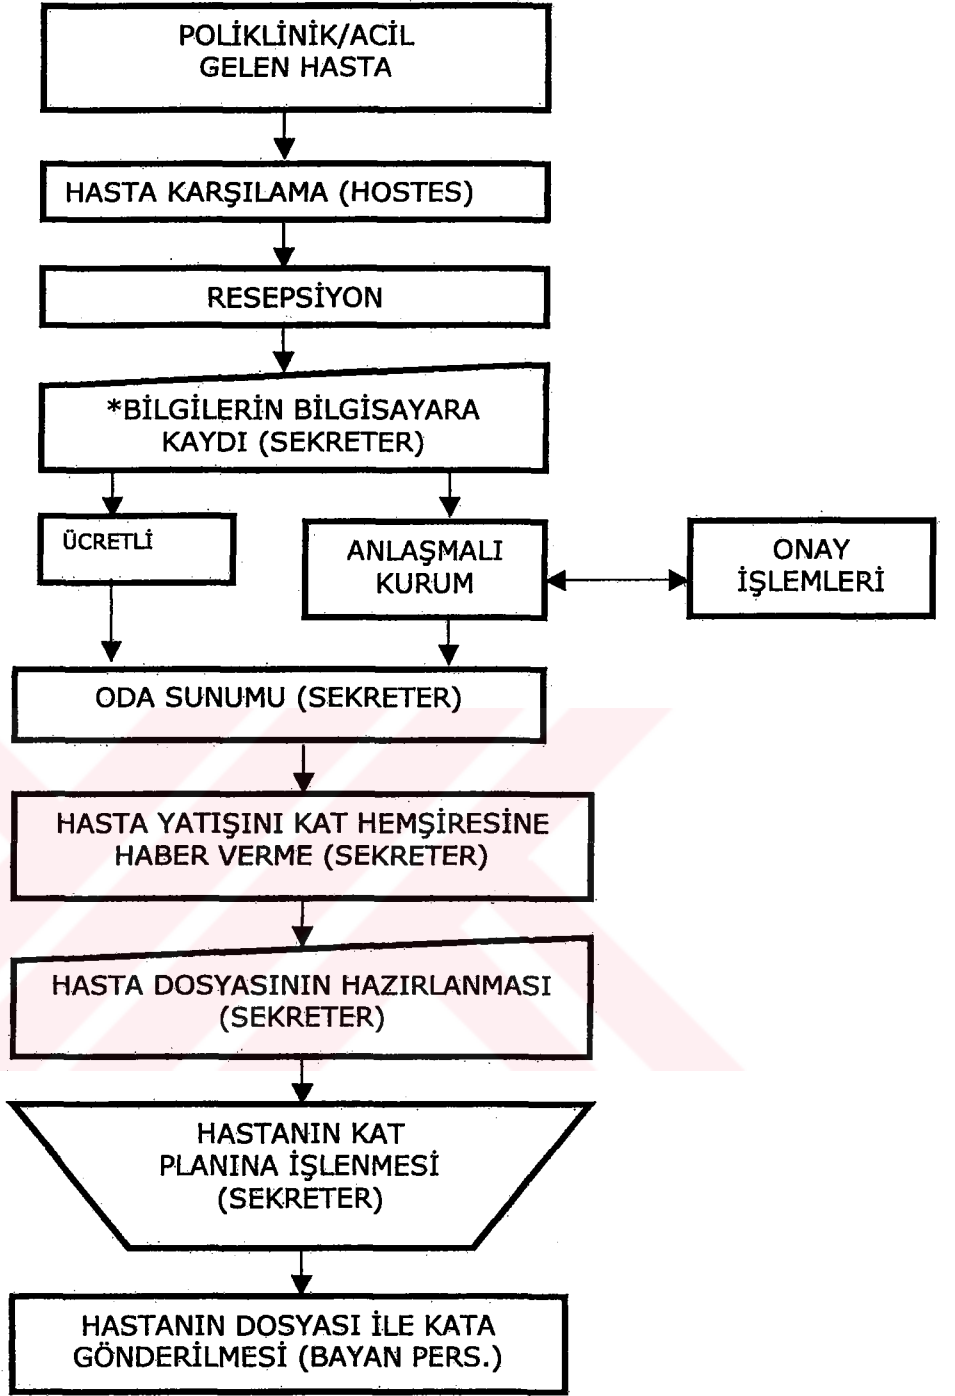 POLİKLİNİK/ACİL
GELEN HASTA
HASTA KARŞILAMA (HOSTES)
RESEPSİYON
*BİLGİLERİN BİLGİSAYARA
KAYDI (SEKRETER)
ÜCRETLİ
ANLAŞMALI
KURUM
ONAY
İŞLEMLERİ
ODA SUNUMU (SEKRETER)
HASTA YATIŞINI KAT HEMŞİRESİNE
HABER VERME (SEKRETER)
HASTA DOSYASININ HAZIRLANMASI
(SEKRETER)
HASTANIN KAT
PLANINA İŞLENMESİ
(SEKRETER)
HASTANIN DOSYASI İLE KATA
GÖNDERİLMESİ (BAYAN PERS.)